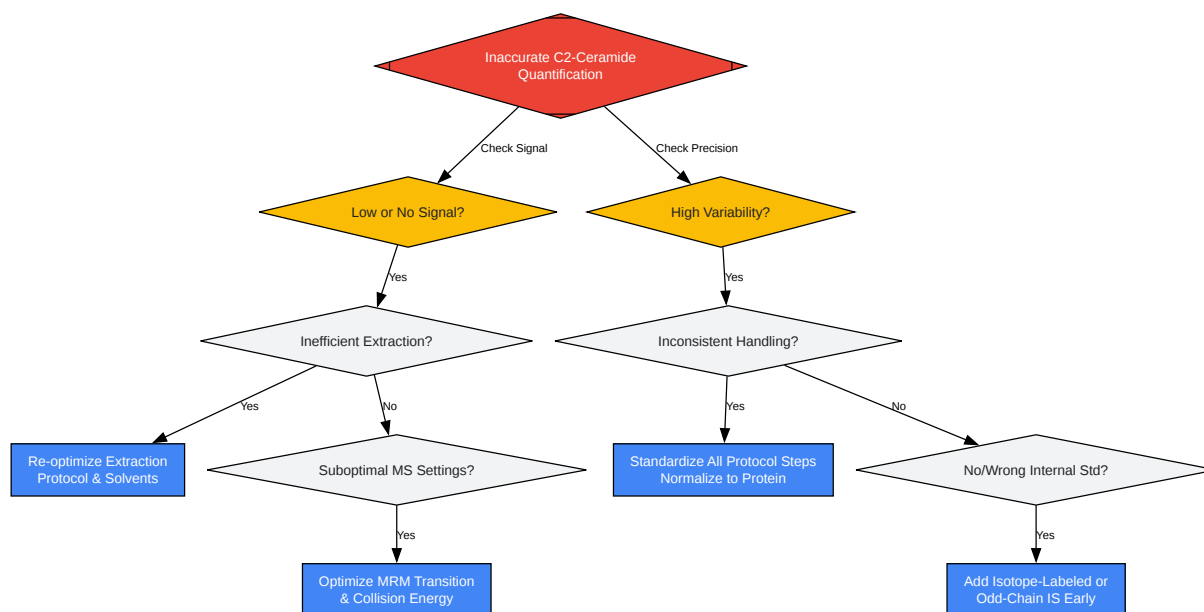 Inaccurate C2-Ceramide
Quantification
Check Signal
Check Precision
Low or No Signal?
High Variability?
Yes
Yes
Inefficient Extraction?
Inconsistent Handling?
Yes
No
Yes
No
Re-optimize Extraction
Protocol & Solvents
Suboptimal MS Settings?
Standardize All Protocol Steps
Normalize to Protein
No/Wrong Internal Std?
Yes
Yes
Optimize MRM Transition
& Collision Energy
Add Isotope-Labeled or
Odd-Chain IS Early